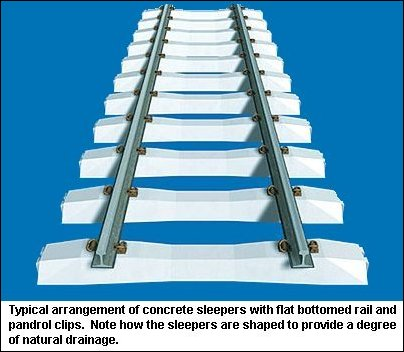 Typical arrangement of concrete sleepers with flat bottomed rail and
pandrol clips.  Note how the sleepers are shaped to provide a degree
of natural drainage.